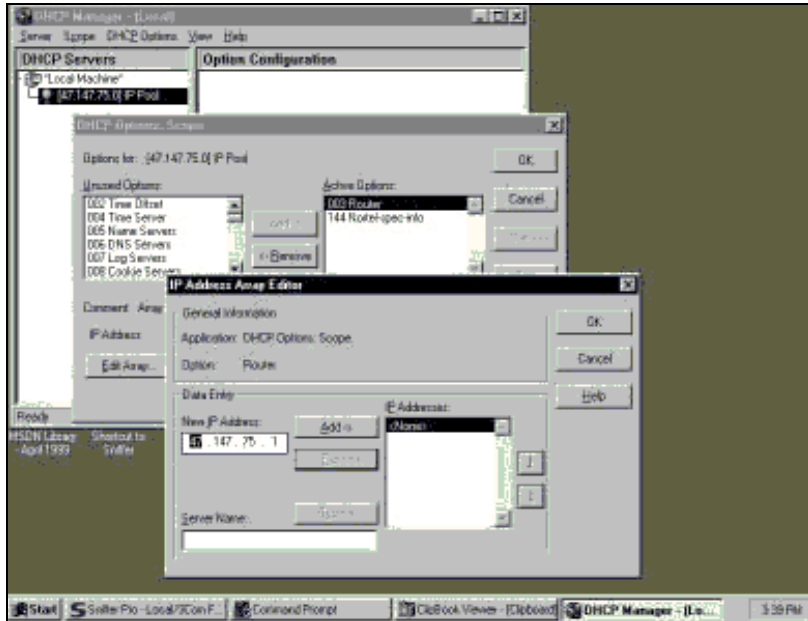 DHCP Manager - (Local)
Server Scope DHCP Options View Help
DHCP Servers
Option Configuration
*Local Machine*
[47.147.75.0] IP Pool
DHCP Options: Scope
Options for: [47.147.75.0] IP Pool
OK
Unused Options:
Active Options:
Cancel
002 Time Offset
004 Time Server
005 Name Servers
006 DNS Servers
007 Log Servers
008 Cookie Servers
003 Router
144 Nortel-spec-info
Add ->
<- Remove
Comment: Array
IP Address
Edit Array...
IP Address Array Editor
General Information
Application: DHCP Options: Scope.
Option: Router
OK
Cancel
Help
Data Entry
New IP Address:
47 .147 . 75 . 1
Add ->
IP Addresses:
<None>
Server Name:
Ready
MSDN Library - April 1999
Shortcut to Sniffer
Start
Sniffer Pro - Local/3Com F...
Command Prompt
ClipBook Viewer - [Clipboard]
DHCP Manager - (Lo...
3:39 PM